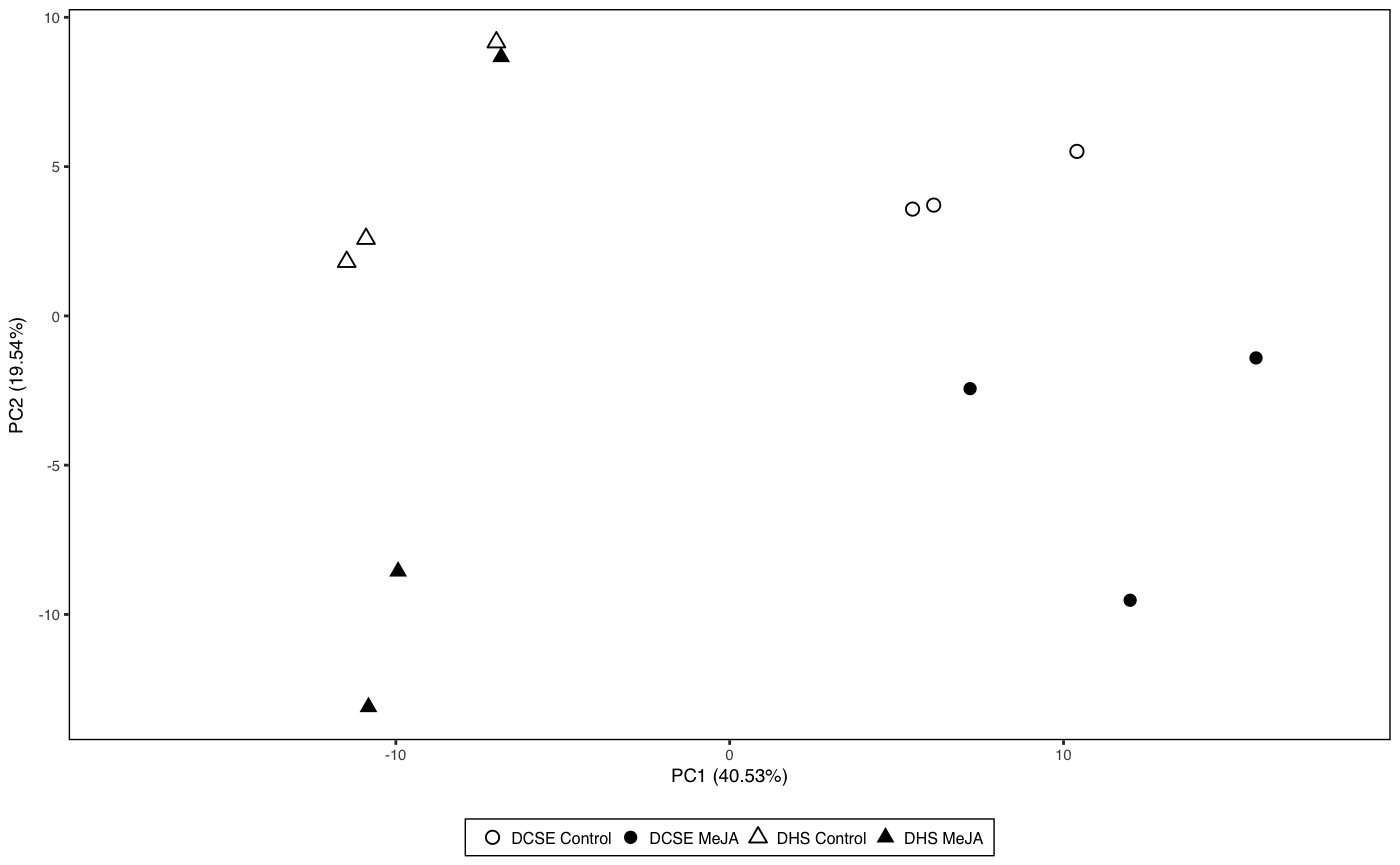 10
5
0
-5
-10
PC2 (19.54%)
-10 0 10
PC1 (40.53%)
DCSE Control DCSE MeJA DHS Control DHS MeJA